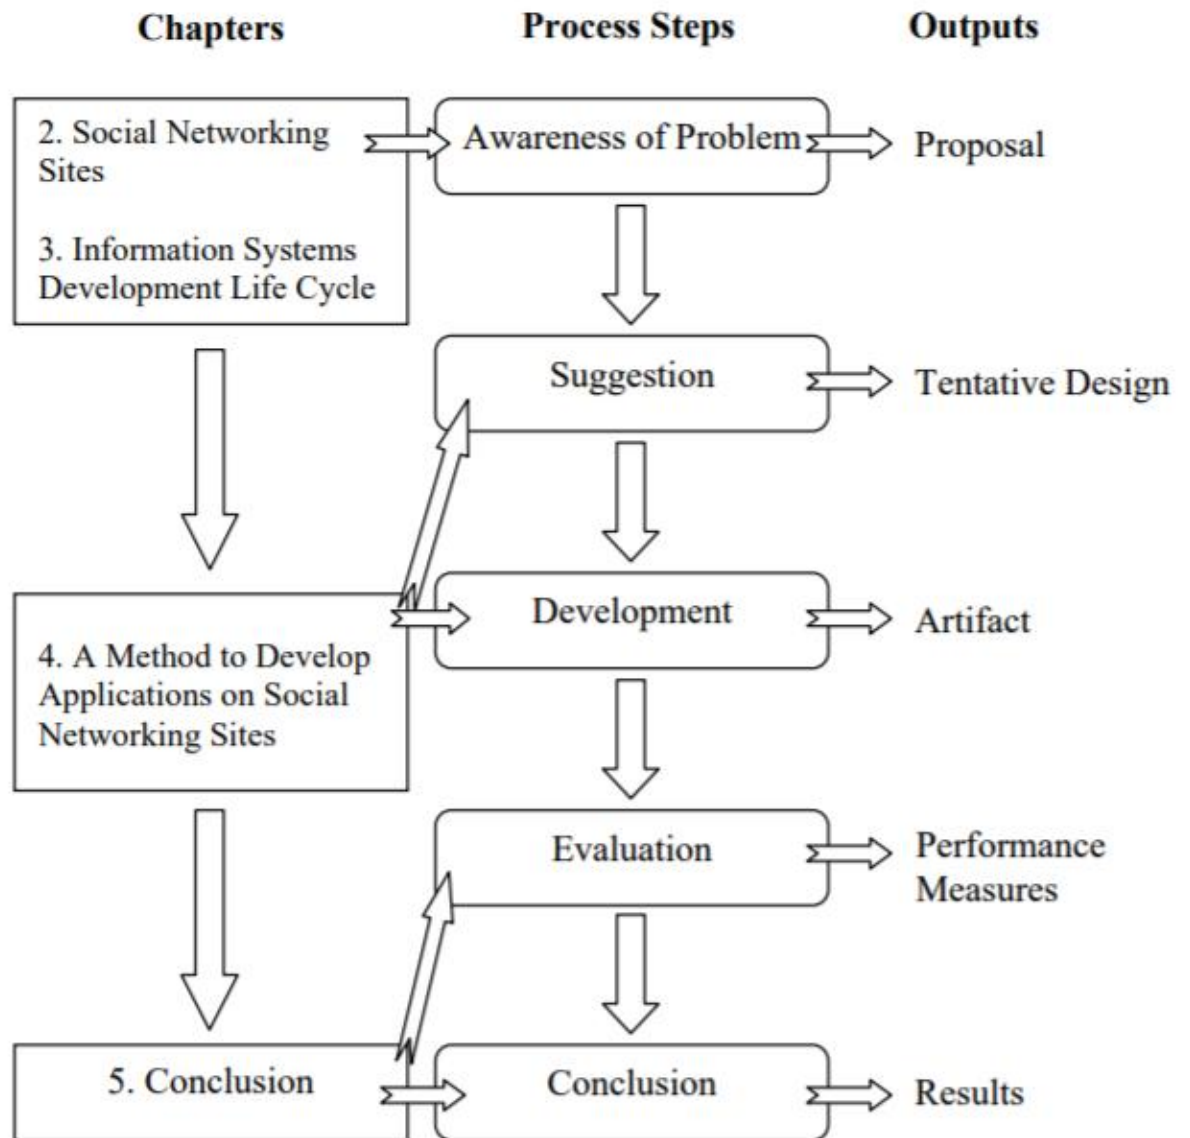 Chapters
Process Steps
Outputs
2. Social Networking
Sites
3. Information Systems
Development Life Cycle
Awareness of Problem
Proposal
Suggestion
Tentative Design
4. A Method to Develop
Applications on Social
Networking Sites
Development
Artifact
Evaluation
Performance
Measures
5. Conclusion
Conclusion
Results